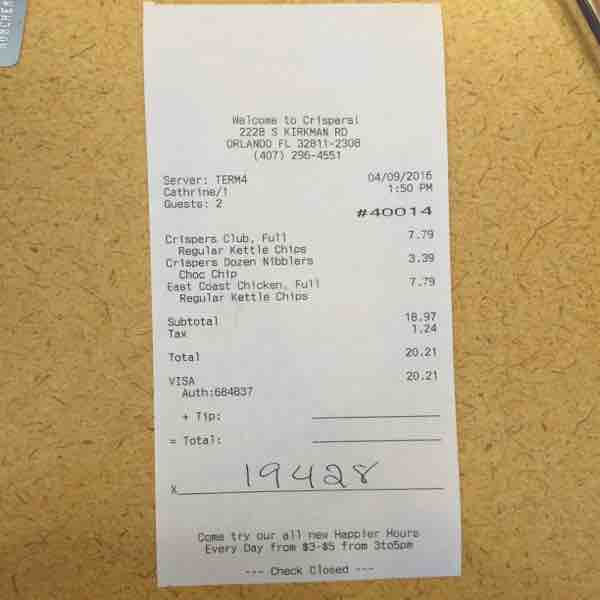 Welcome to Crispers!
2228 S KIRKMAN RD
ORLANDO FL 32811-2308
(407) 296-4551
Server: TERM4 04/09/2016
Cathrine/1 1:50 PM
Guests: 2
#40014
Crispers Club, Full 7.79
Regular Kettle Chips
Crispers Dozen Nibblers 3.39
Choc Chip
East Coast Chicken, Full 7.79
Regular Kettle Chips
Subtotal 18.97
Tax 1.24
Total 20.21
VISA 20.21
Auth:684837
+ Tip:
= Total:
X 19428
Come try our all new Happier Hours
Every Day from $3-$5 from 3to5pm
--- Check Closed ---